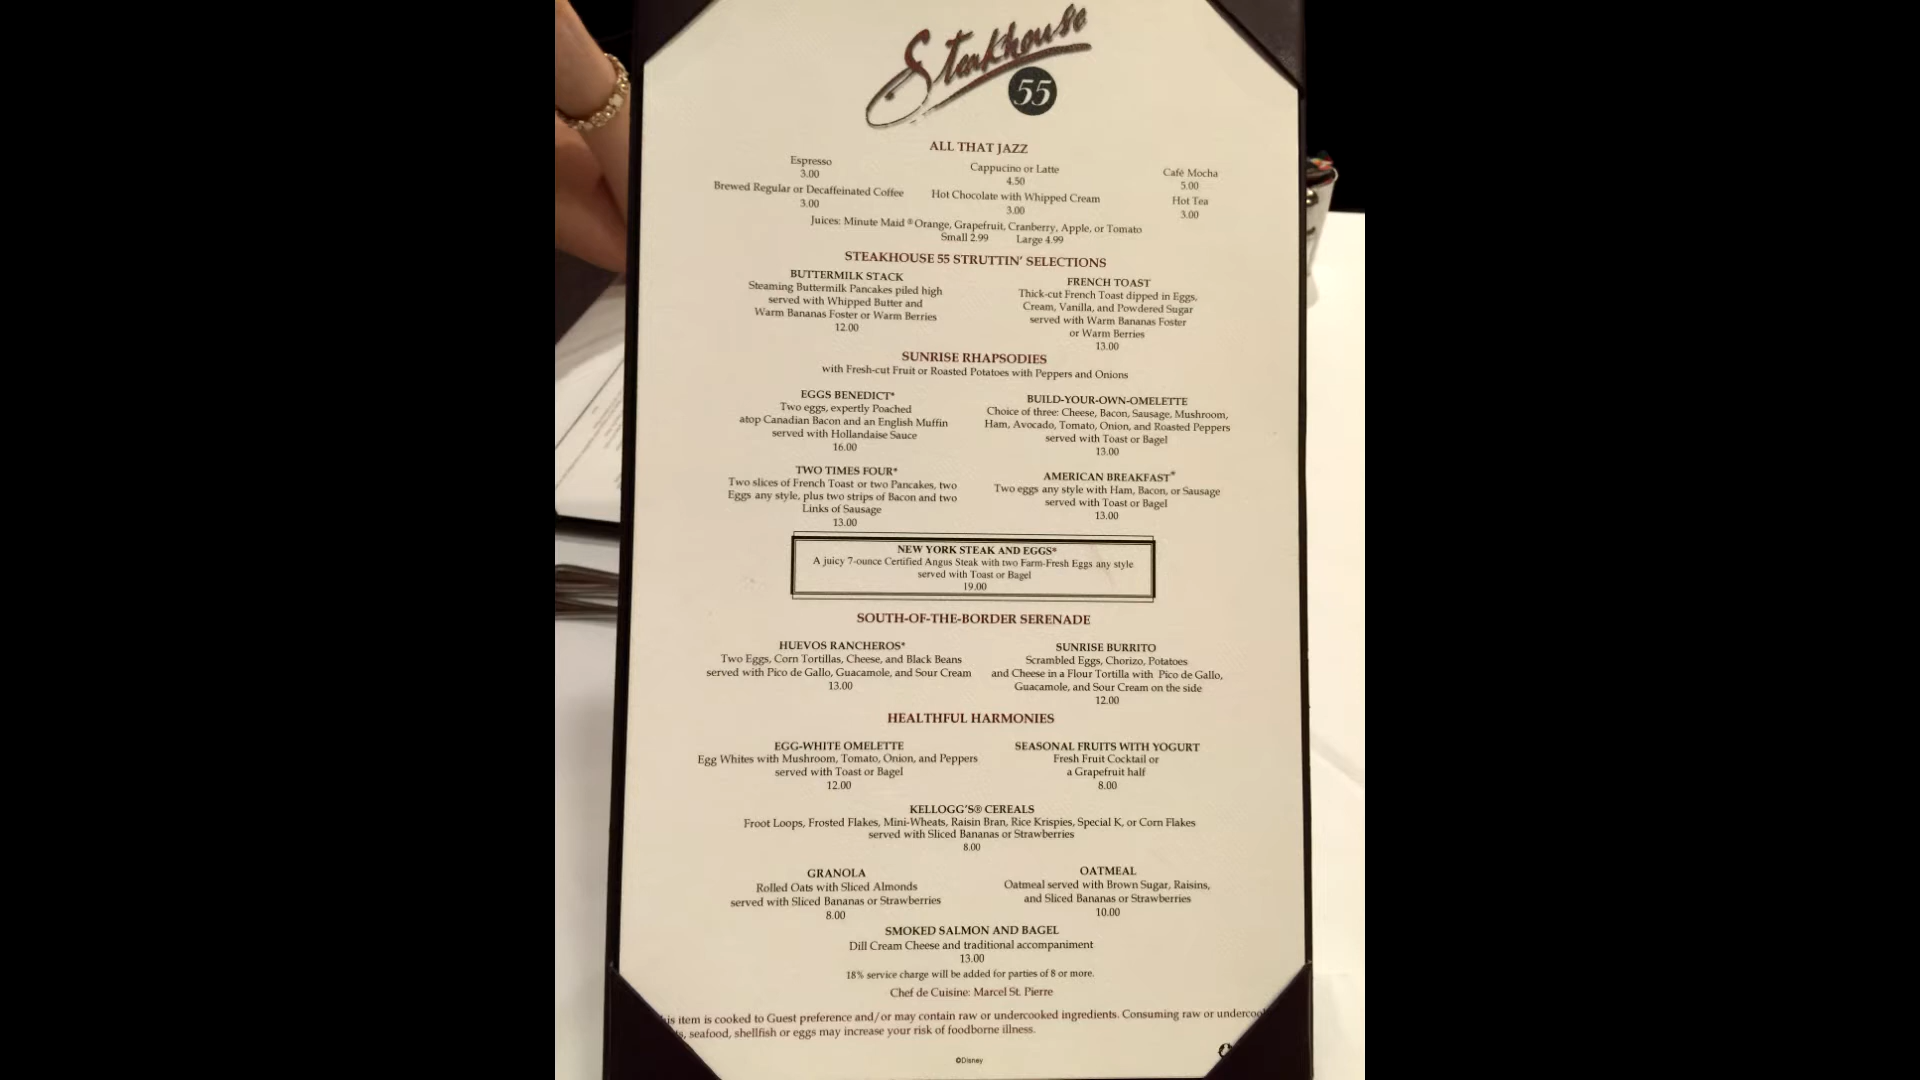 Steakhouse
55
ALL THAT JAZZ
Espresso
3.00
Cappucino or Latte
4.50
Café Mocha
5.00
Brewed Regular or Decaffeinated Coffee
3.00
Hot Chocolate with Whipped Cream
3.00
Hot Tea
3.00
Juices: Minute Maid ® Orange, Grapefruit, Cranberry, Apple, or Tomato
Small 2.99 Large 4.99
STEAKHOUSE 55 STRUTTIN' SELECTIONS
BUTTERMILK STACK
Steaming Buttermilk Pancakes piled high
served with Whipped Butter and
Warm Bananas Foster or Warm Berries
12.00
FRENCH TOAST
Thick-cut French Toast dipped in Eggs,
Cream, Vanilla, and Powdered Sugar
served with Warm Bananas Foster
or Warm Berries
13.00
SUNRISE RHAPSODIES
with Fresh-cut Fruit or Roasted Potatoes with Peppers and Onions
EGGS BENEDICT*
Two eggs, expertly Poached
atop Canadian Bacon and an English Muffin
served with Hollandaise Sauce
16.00
BUILD-YOUR-OWN-OMELETTE
Choice of three: Cheese, Bacon, Sausage, Mushroom,
Ham, Avocado, Tomato, Onion, and Roasted Peppers
served with Toast or Bagel
13.00
TWO TIMES FOUR*
Two slices of French Toast or two Pancakes, two
Eggs any style, plus two strips of Bacon and two
Links of Sausage
13.00
AMERICAN BREAKFAST*
Two eggs any style with Ham, Bacon, or Sausage
served with Toast or Bagel
13.00
NEW YORK STEAK AND EGGS*
A juicy 7-ounce Certified Angus Steak with two Farm-Fresh Eggs any style
served with Toast or Bagel
19.00
SOUTH-OF-THE-BORDER SERENADE
HUEVOS RANCHEROS*
Two Eggs, Corn Tortillas, Cheese, and Black Beans
served with Pico de Gallo, Guacamole, and Sour Cream
13.00
SUNRISE BURRITO
Scrambled Eggs, Chorizo, Potatoes
and Cheese in a Flour Tortilla with Pico de Gallo,
Guacamole, and Sour Cream on the side
12.00
HEALTHFUL HARMONIES
EGG-WHITE OMELETTE
Egg Whites with Mushroom, Tomato, Onion, and Peppers
served with Toast or Bagel
12.00
SEASONAL FRUITS WITH YOGURT
Fresh Fruit Cocktail or
a Grapefruit half
8.00
KELLOGG'S® CEREALS
Froot Loops, Frosted Flakes, Mini-Wheats, Raisin Bran, Rice Krispies, Special K, or Corn Flakes
served with Sliced Bananas or Strawberries
8.00
GRANOLA
Rolled Oats with Sliced Almonds
served with Sliced Bananas or Strawberries
8.00
OATMEAL
Oatmeal served with Brown Sugar, Raisins,
and Sliced Bananas or Strawberries
10.00
SMOKED SALMON AND BAGEL
Dill Cream Cheese and traditional accompaniment
13.00
18% service charge will be added for parties of 8 or more.
Chef de Cuisine: Marcel St. Pierre
item is cooked to Guest preference and/or may contain raw or undercooked ingredients. Consuming raw or
seafood, shellfish or eggs may increase your risk of foodborne illness.
©Disney